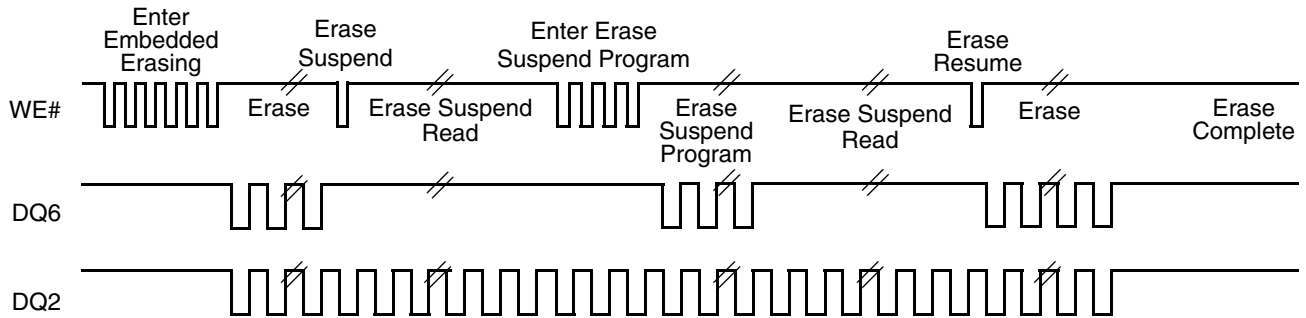 Enter
Embedded
Erasing
Erase
Suspend
Enter Erase
Suspend Program
Erase
Resume
WE#
Erase
Erase Suspend
Read
Erase
Suspend
Program
Erase Suspend
Read
Erase
Erase
Complete
DQ6
DQ2